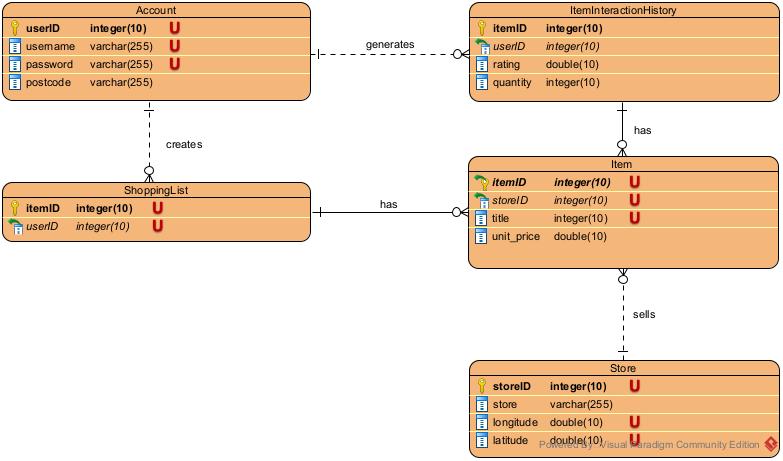 Account
userID integer(10) U
username varchar(255) U
password varchar(255) U
postcode varchar(255)
generates
ItemInteractionHistory
itemID integer(10)
userID integer(10)
rating double(10)
quantity integer(10)
creates
has
ShoppingList
itemID integer(10) U
userID integer(10) U
has
Item
itemID integer(10) U
storeID integer(10) U
title integer(10) U
unit_price double(10)
sells
Store
storeID integer(10) U
store varchar(255)
longitude double(10) U
latitude double(10) U
Powered By Visual Paradigm Community Edition